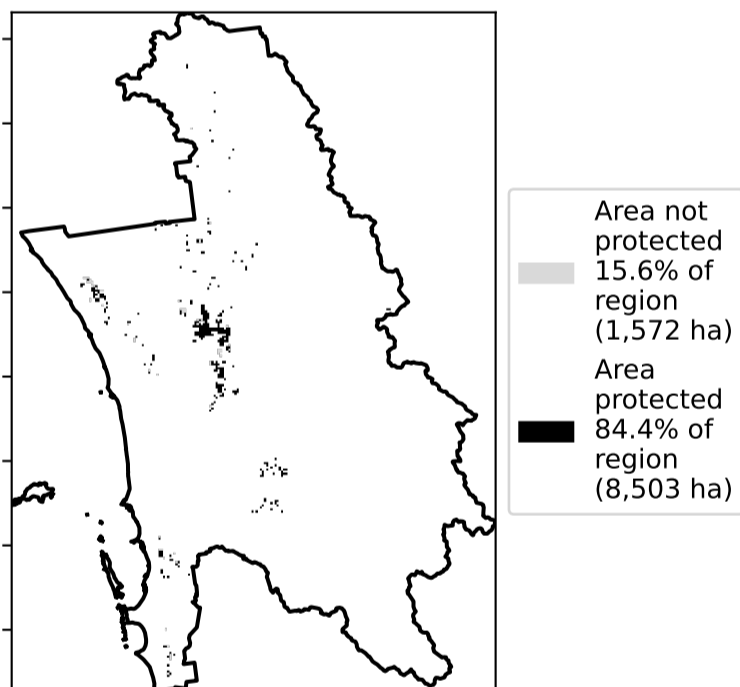 Area not
protected
15.6% of
region
(1,572 ha)
Area
protected
84.4% of
region
(8,503 ha)